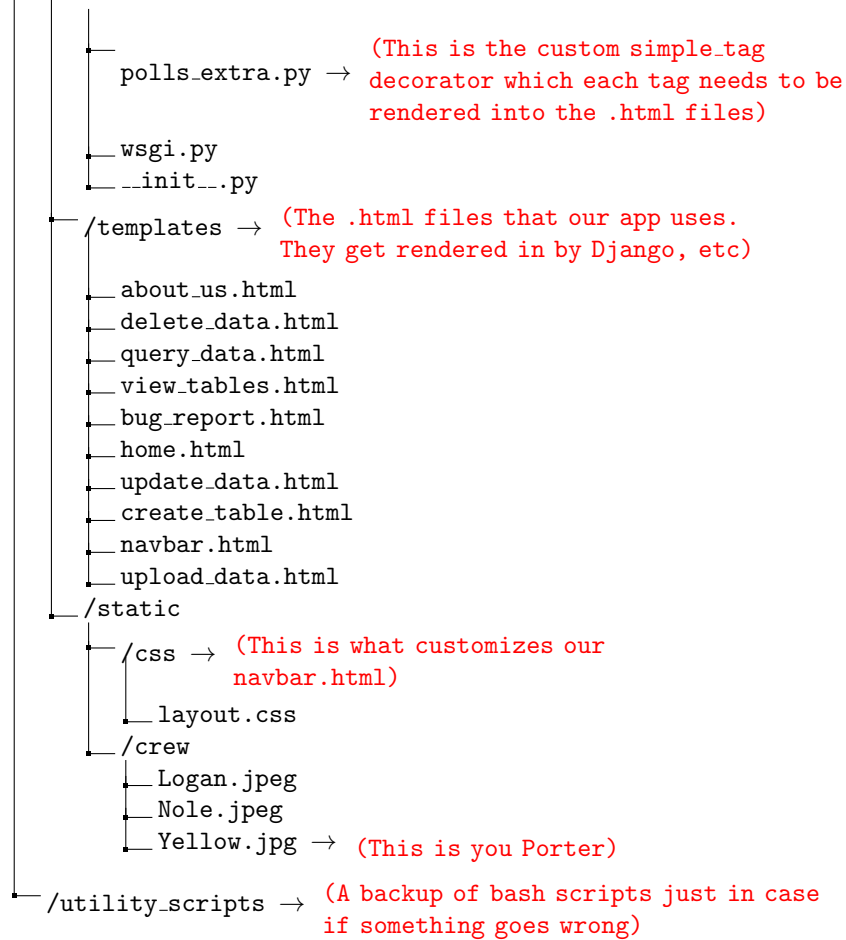 (This is the custom simple_tag
polls_extra.py → decorator which each tag needs to be
rendered into the .html files)
wsgi.py
__init__.py
/templates → (The .html files that our app uses.
They get rendered in by Django, etc)
about_us.html
delete_data.html
query_data.html
view_tables.html
bug_report.html
home.html
update_data.html
create_table.html
navbar.html
upload_data.html
/static
/css → (This is what customizes our
navbar.html)
layout.css
/crew
Logan.jpeg
Nole.jpeg
Yellow.jpg → (This is you Porter)
/utility_scripts → (A backup of bash scripts just in case
if something goes wrong)